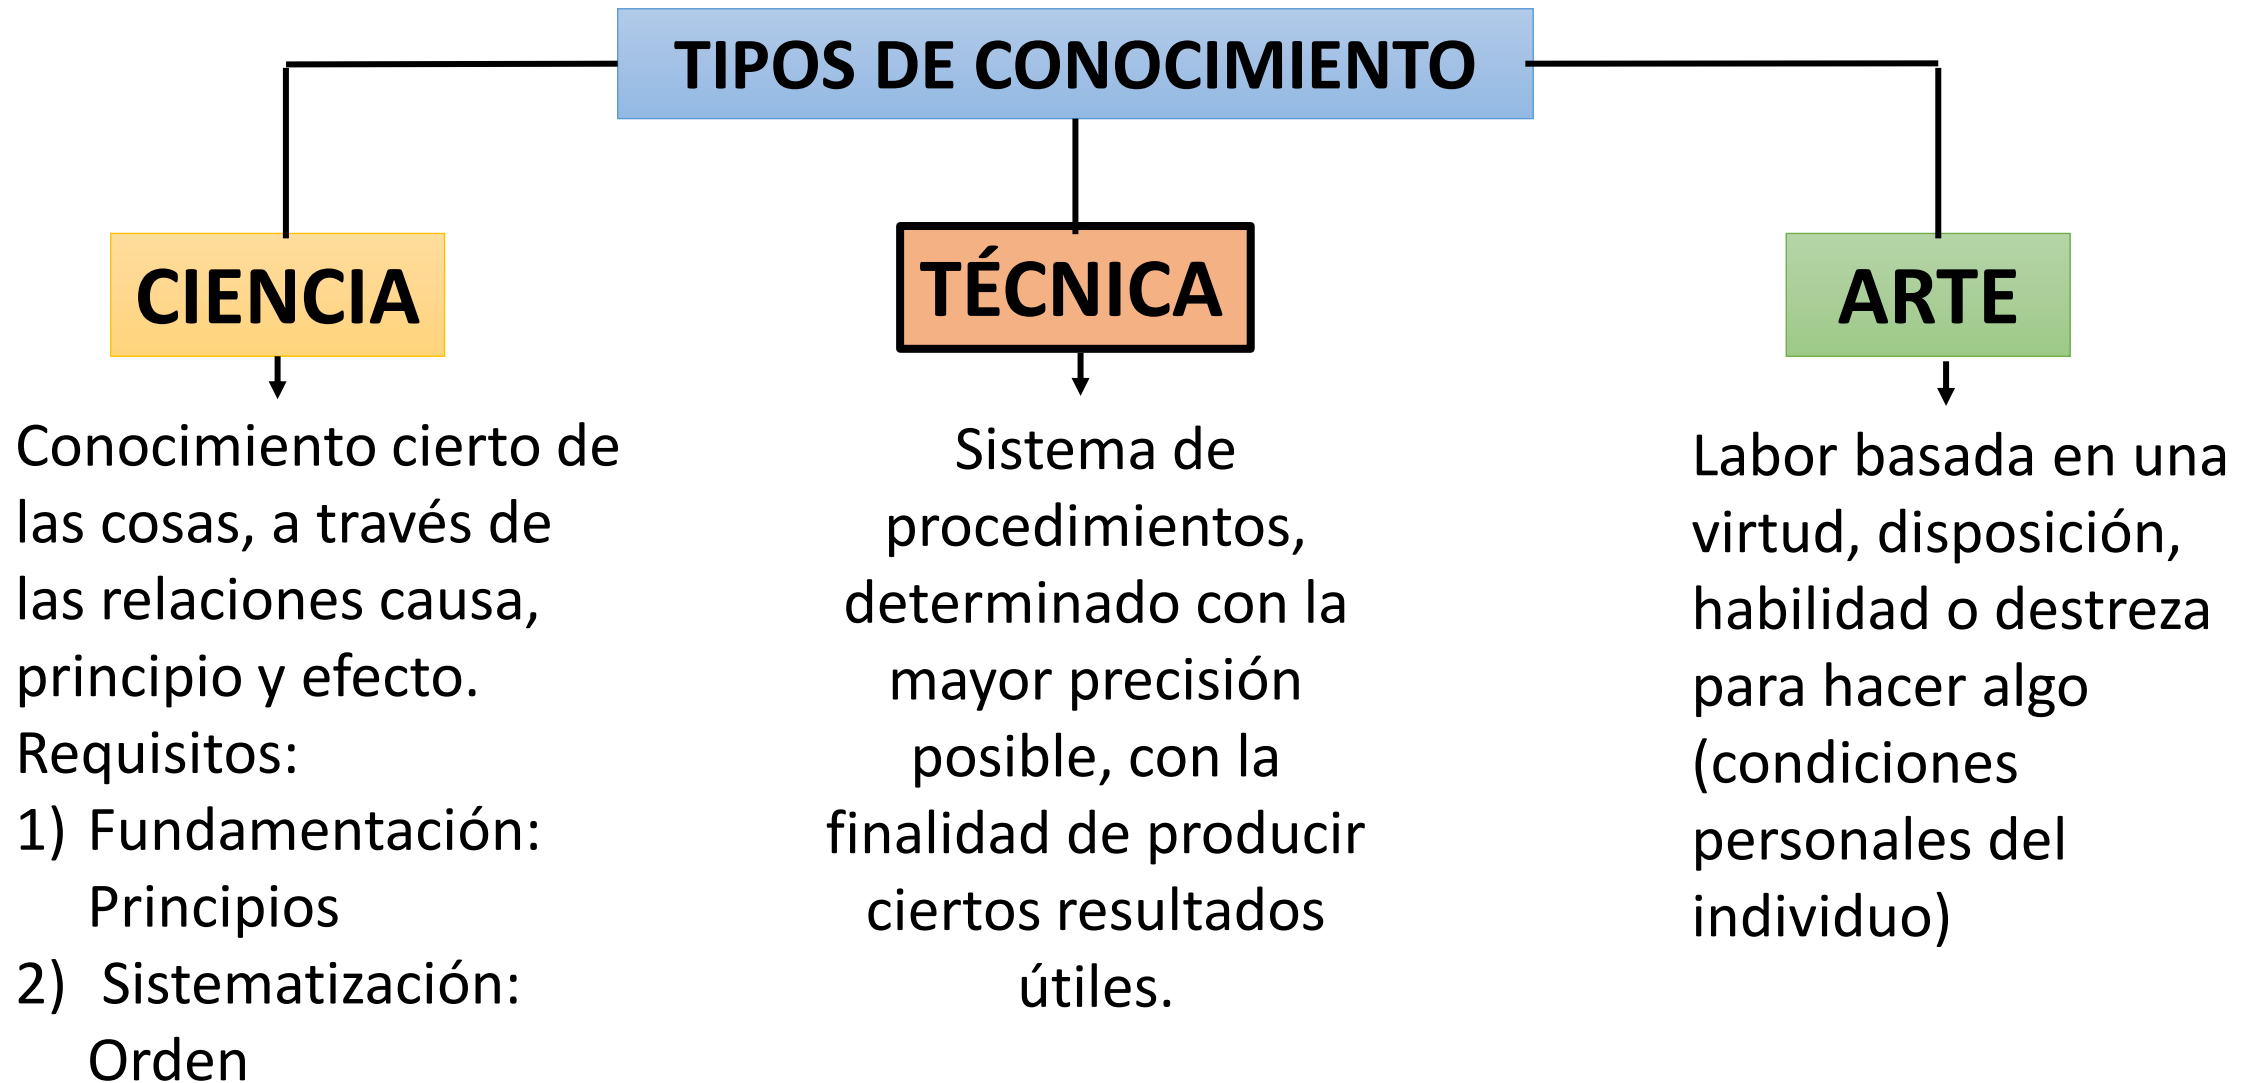 TIPOS DE CONOCIMIENTO
CIENCIA
Conocimiento cierto de
las cosas, a través de
las relaciones causa,
principio y efecto.
Requisitos:
1) Fundamentación:
Principios
2) Sistematización:
Orden
TÉCNICA
Sistema de
procedimientos,
determinado con la
mayor precisión
posible, con la
finalidad de producir
ciertos resultados
útiles.
ARTE
Labor basada en una
virtud, disposición,
habilidad o destreza
para hacer algo
(condiciones
personales del
individuo)